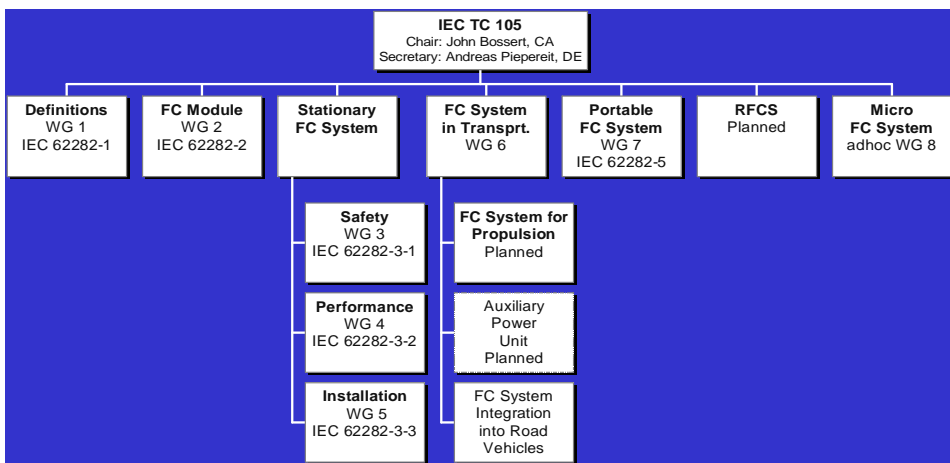 IEC TC 105
Chair: John Bossert, CA
Secretary: Andreas Piepereit, DE
Definitions
WG 1
IEC 62282-1
FC Module
WG 2
IEC 62282-2
Stationary
FC System
FC System
in Transprt.
WG 6
Portable
FC System
WG 7
IEC 62282-5
RFCS
Planned
Micro
FC System
adhoc WG 8
Safety
WG 3
IEC 62282-3-1
FC System for
Propulsion
Planned
Performance
WG 4
IEC 62282-3-2
Auxiliary
Power
Unit
Planned
Installation
WG 5
IEC 62282-3-3
FC System
Integration
into Road
Vehicles